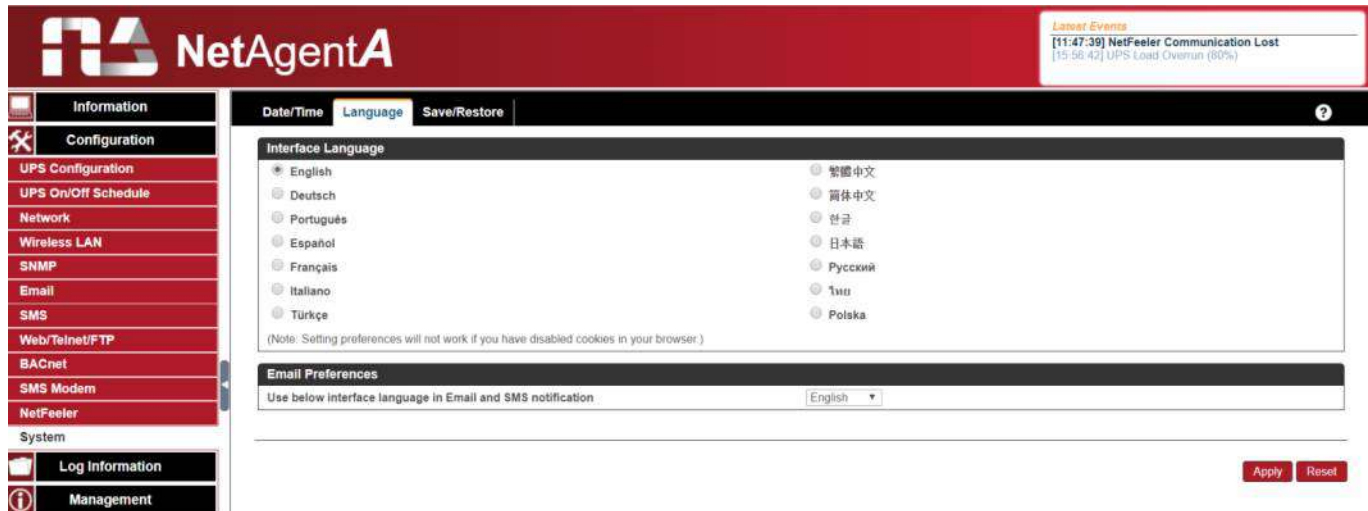 NetAgentA
Latest Events
[11:47:39] NetFeeler Communication Lost
[15:56:42] UPS Load Overrun (80%)
Information
Configuration
UPS Configuration
UPS On/Off Schedule
Network
Wireless LAN
SNMP
Email
SMS
Web/Telnet/FTP
BACnet
SMS Modem
NetFeeler
System
Log Information
Management
Date/Time Language Save/Restore ?
Interface Language
English 繁體中文
Deutsch 简体中文
Português 한글
Español 日本語
Français Русский
Italiano ไทย
Türkçe Polska
(Note: Setting preferences will not work if you have disabled cookies in your browser.)
Email Preferences
Use below interface language in Email and SMS notification English
Apply Reset